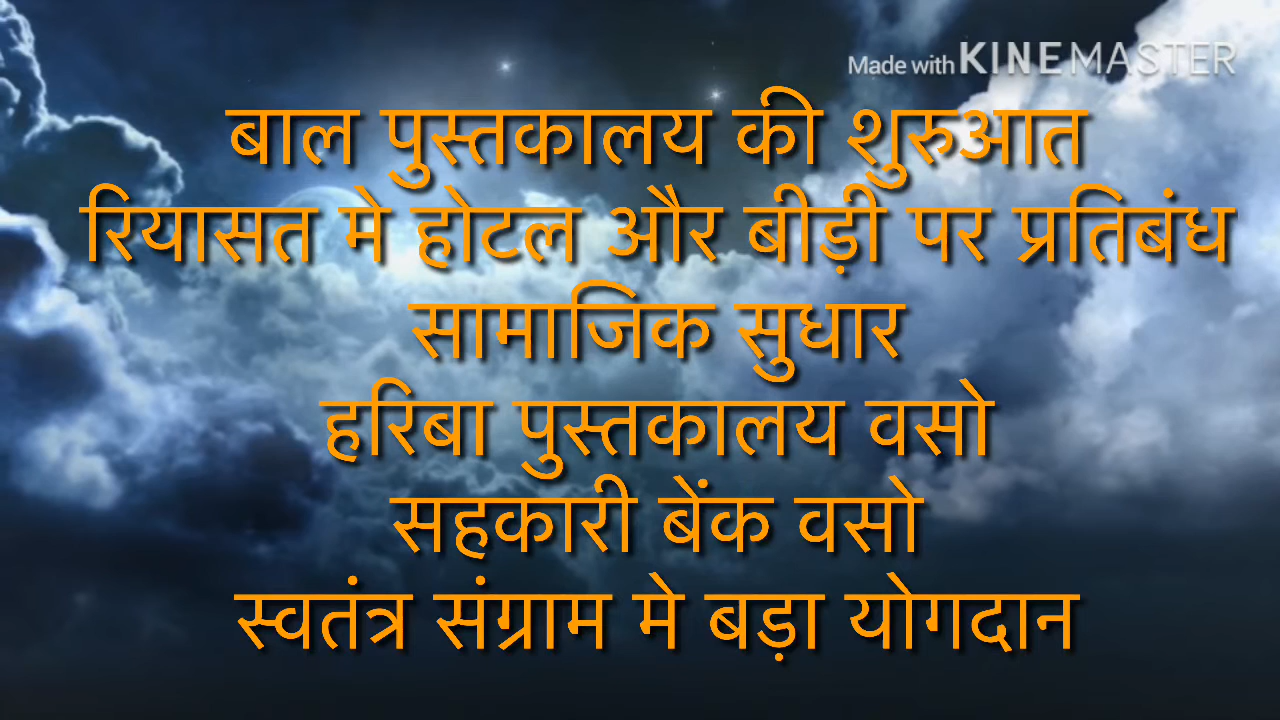 Made with KINEMASTER
बाल पुस्तकालय की शुरुआत
रियासत मे होटल और बीड़ी पर प्रतिबंध
सामाजिक सुधार
हरिबा पुस्तकालय वसो
सहकारी बेंक वसो
स्वतंत्र संग्राम मे बड़ा योगदान